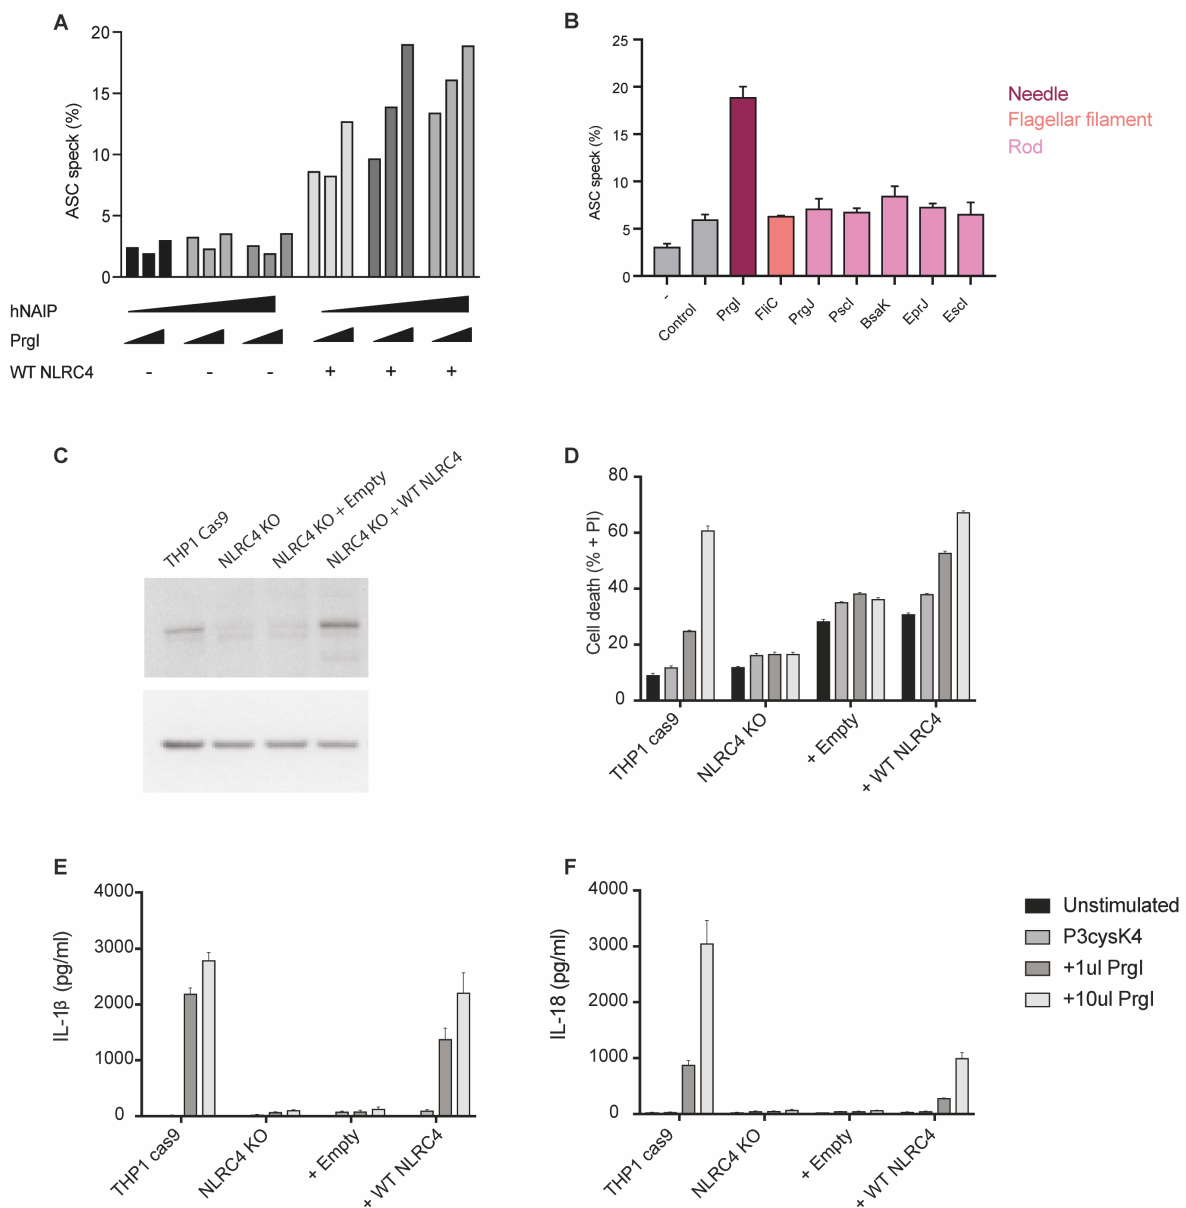 A
ASC speck (%)
20
15
10
5
0
hNAIP
PrgI
WT NLRC4
- - - + + +
B
ASC speck (%)
25
20
15
10
5
0
-
Control
PrgI
FliC
PrgJ
PscI
BsaK
EprJ
EscI
Needle
Flagellar filament
Rod
C
THP1 Cas9
NLRC4 KO
NLRC4 KO + Empty
NLRC4 KO + WT NLRC4
D
Cell death (% + PI)
80
60
40
20
0
THP1 cas9
NLRC4 KO
+ Empty
+ WT NLRC4
E
IL-1β (pg/ml)
4000
3000
2000
1000
0
THP1 cas9
NLRC4 KO
+ Empty
+ WT NLRC4
F
IL-18 (pg/ml)
4000
3000
2000
1000
0
THP1 cas9
NLRC4 KO
+ Empty
+ WT NLRC4
Unstimulated
P3cysK4
+1ul PrgI
+10ul PrgI